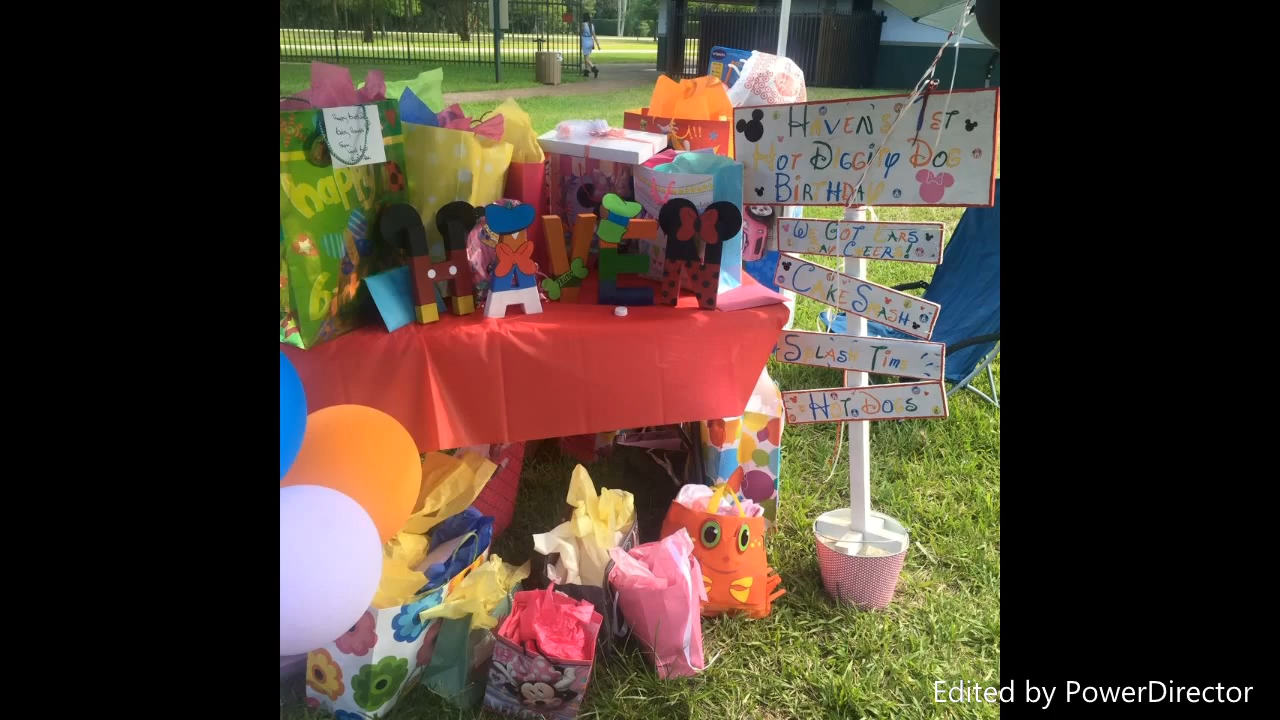 HAVEN'S 1ST
HOT DIGGITY DOG
BIRTHDAY
WE GOT EARS
SAY CHEERS!
CAKE SMASH
SPLASH TIME
HOT DOGS
happy
HAVEN
Edited by PowerDirector